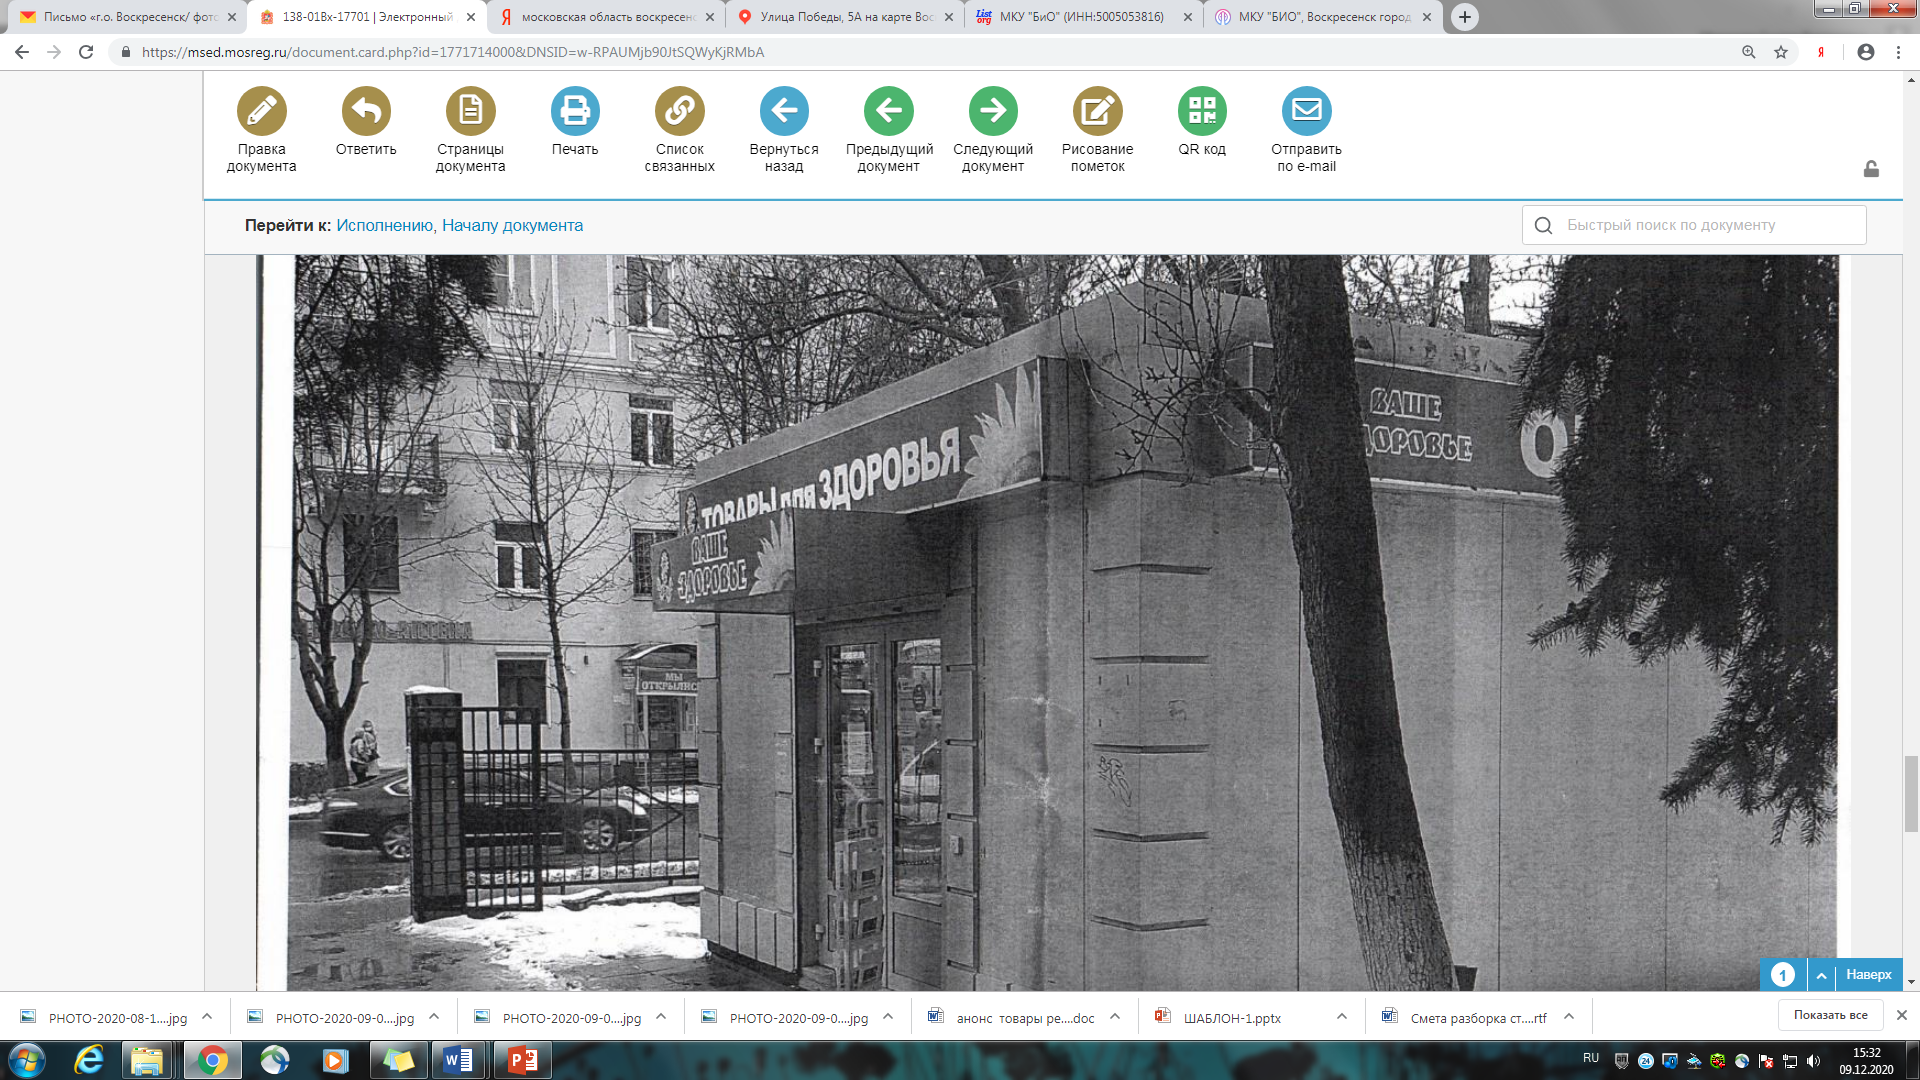 Письмо «г.о. Воскресенск/ фото
138-01Вх-17701 | Электронный
московская область воскресенс
Улица Победы, 5А на карте Вос
МКУ "БиО" (ИНН:5005053816)
МКУ "БИО", Воскресенск город
https://msed.mosreg.ru/document.card.php?id=1771714000&DNSID=w-RPAUMjb90JtSQWyKjRMbA
Правка документа
Ответить
Страницы документа
Печать
Список связанных
Вернуться назад
Предыдущий документ
Следующий документ
Рисование пометок
QR код
Отправить по e-mail
Перейти к: Исполнению, Началу документа
Быстрый поиск по документу
ТОВАРЫ для ЗДОРОВЬЯ
ВАШЕ
ЗДОРОВЬЕ
ВАШЕ
ДОРОВЬЕ
О
МЫ
ОТКРЫЛИС
1
Наверх
PHOTO-2020-08-1....jpg
PHOTO-2020-09-0....jpg
PHOTO-2020-09-0....jpg
PHOTO-2020-09-0....jpg
анонс товары ре....doc
ШАБЛОН-1.pptx
Смета разборка ст....rtf
Показать все
RU
24
15:32
09.12.2020